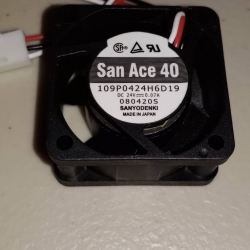 San Ace 40
109P0424H6D19
DC 24V 0.07A
080420S
SANYODENKI
MADE IN JAPAN